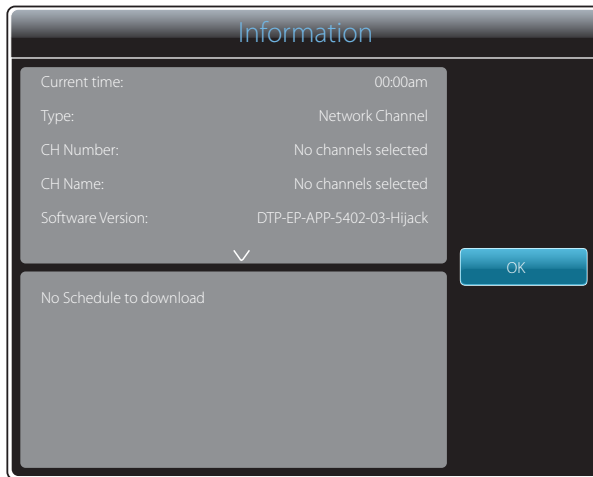 Information
Current time: 00:00am
Type: Network Channel
CH Number: No channels selected
CH Name: No channels selected
Software Version: DTP-EP-APP-5402-03-Hijack
OK
No Schedule to download